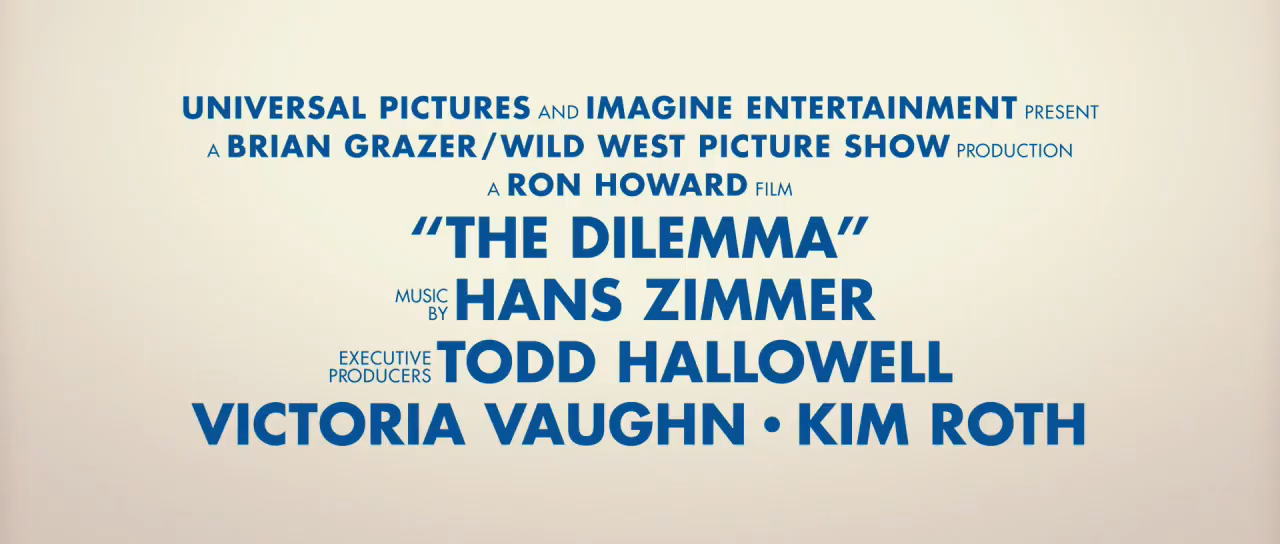 UNIVERSAL PICTURES AND IMAGINE ENTERTAINMENT PRESENT
A BRIAN GRAZER/WILD WEST PICTURE SHOW PRODUCTION
A RON HOWARD FILM
“THE DILEMMA”
MUSIC BY HANS ZIMMER
EXECUTIVE PRODUCERS TODD HALLOWELL
VICTORIA VAUGHN • KIM ROTH